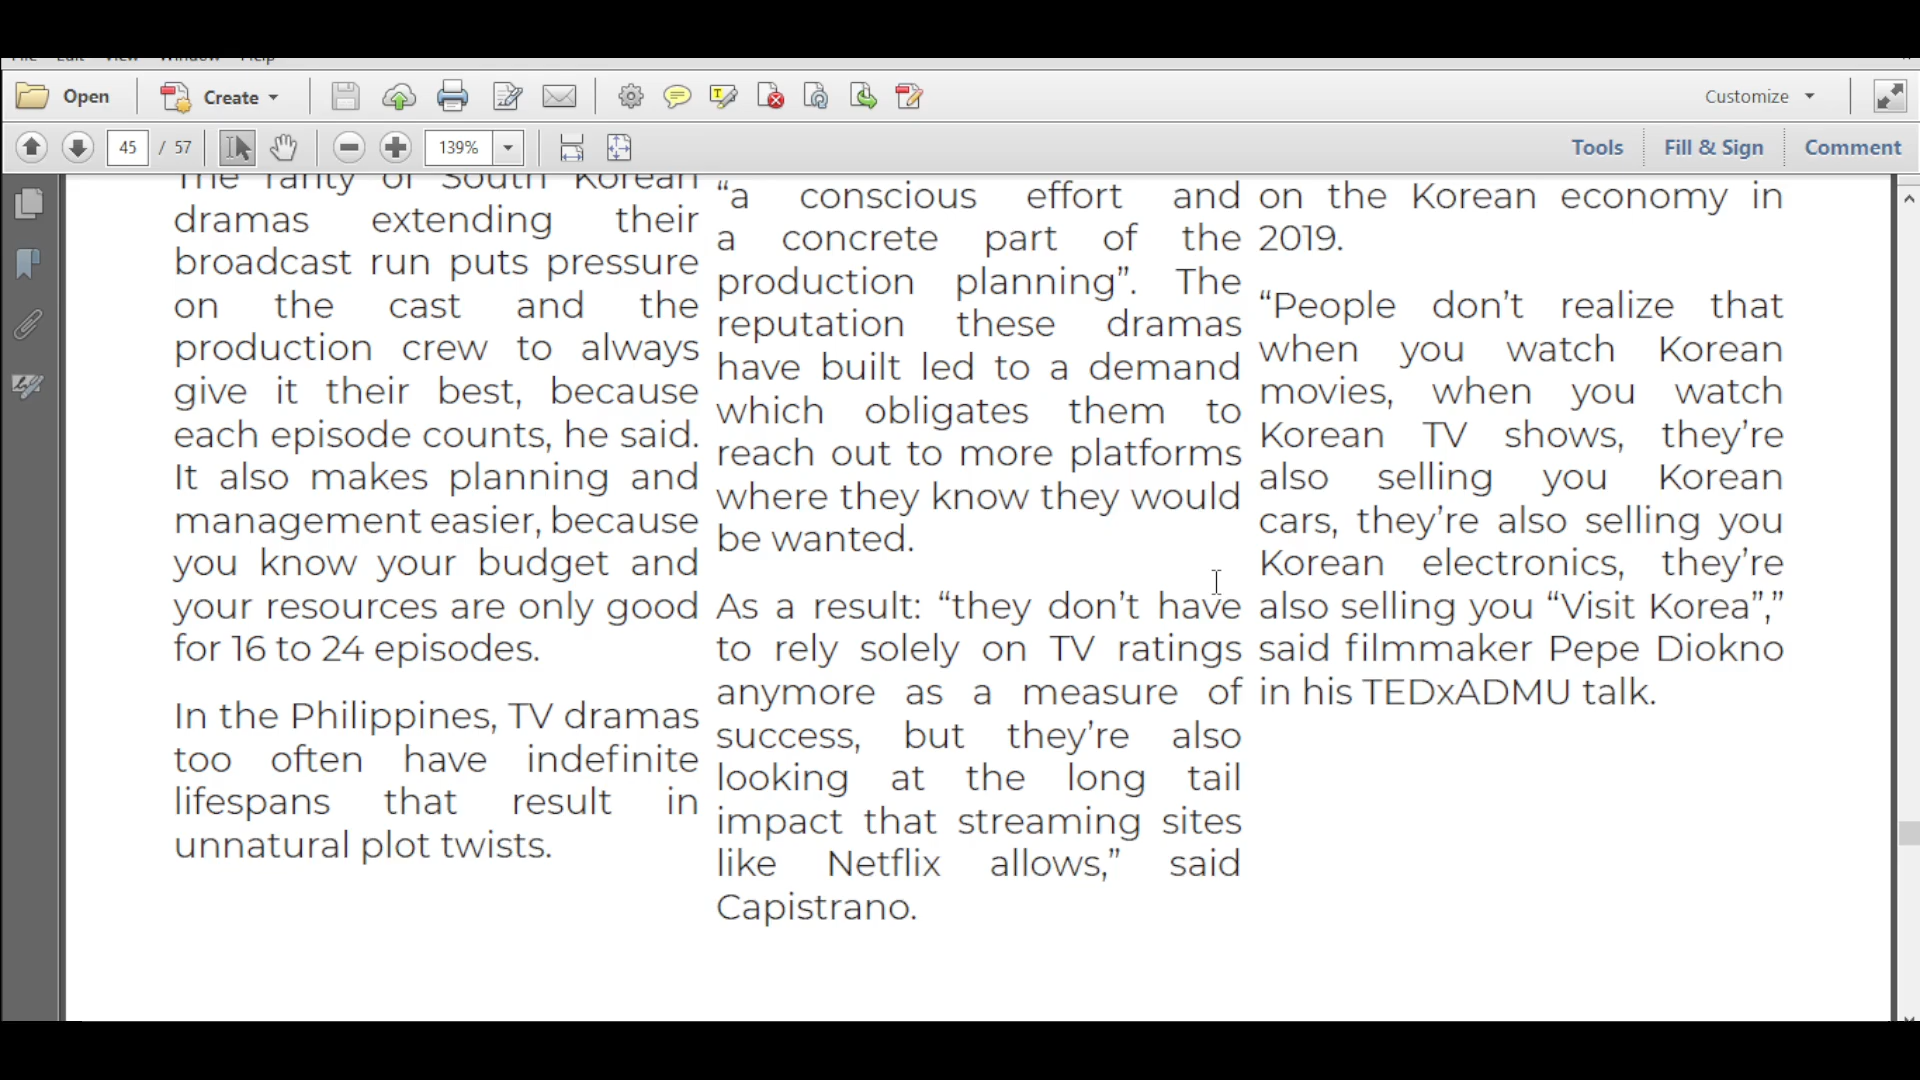 File Edit View Window Help
Open
Create
Customize
45 / 57
139%
Tools
Fill & Sign
Comment
The rarity of South Korean
dramas extending their
broadcast run puts pressure
on the cast and the
production crew to always
give it their best, because
each episode counts, he said.
It also makes planning and
management easier, because
you know your budget and
your resources are only good
for 16 to 24 episodes.
In the Philippines, TV dramas
too often have indefinite
lifespans that result in
unnatural plot twists.
“a conscious effort and
a concrete part of the
production planning”. The
reputation these dramas
have built led to a demand
which obligates them to
reach out to more platforms
where they know they would
be wanted.
As a result: “they don’t have
to rely solely on TV ratings
anymore as a measure of
success, but they’re also
looking at the long tail
impact that streaming sites
like Netflix allows,” said
Capistrano.
on the Korean economy in
2019.
“People don’t realize that
when you watch Korean
movies, when you watch
Korean TV shows, they’re
also selling you Korean
cars, they’re also selling you
Korean electronics, they’re
also selling you “Visit Korea”,”
said filmmaker Pepe Diokno
in his TEDxADMU talk.